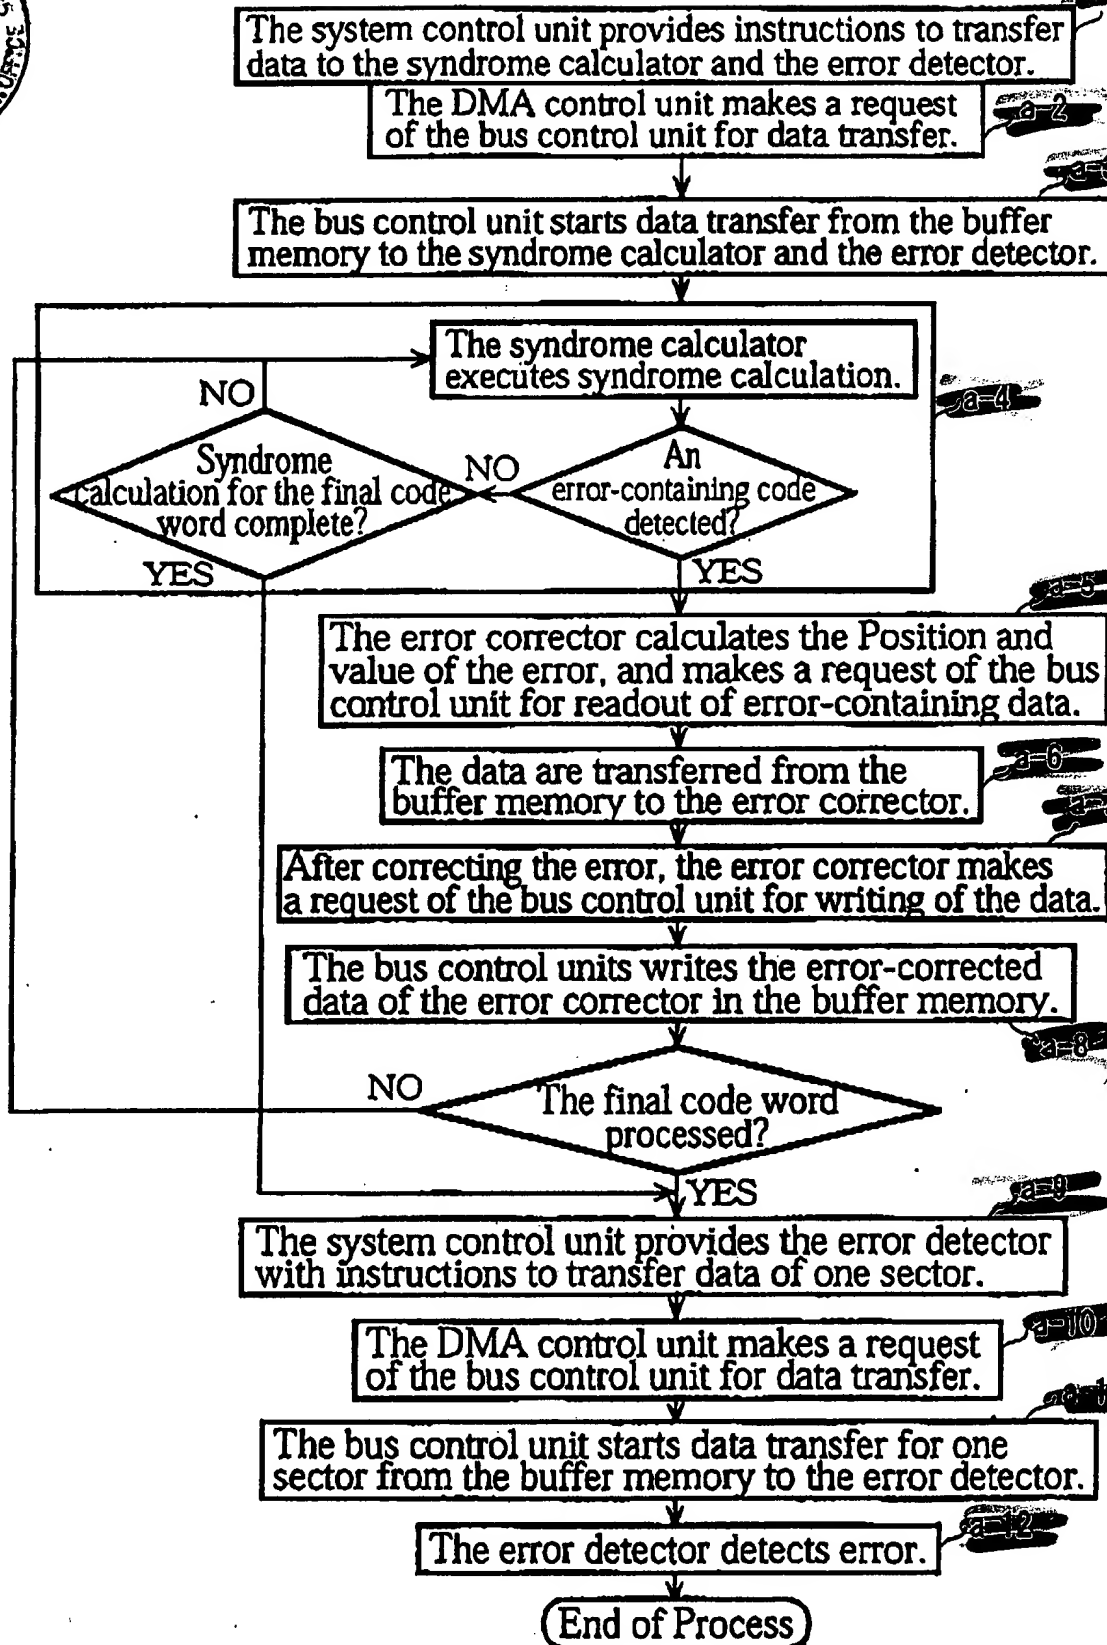 The system control unit provides instructions to transfer
data to the syndrome calculator and the error detector.
The DMA control unit makes a request
of the bus control unit for data transfer.
a-2
The bus control unit starts data transfer from the buffer
memory to the syndrome calculator and the error detector.
The syndrome calculator
executes syndrome calculation.
a-4
NO
Syndrome
calculation for the final code
word complete?
NO
An
error-containing code
detected?
YES
YES
a-5
The error corrector calculates the Position and
value of the error, and makes a request of the bus
control unit for readout of error-containing data.
a-6
The data are transferred from the
buffer memory to the error corrector.
After correcting the error, the error corrector makes
a request of the bus control unit for writing of the data.
The bus control units writes the error-corrected
data of the error corrector in the buffer memory.
a-8
NO
The final code word
processed?
YES
a-9
The system control unit provides the error detector
with instructions to transfer data of one sector.
a-10
The DMA control unit makes a request
of the bus control unit for data transfer.
The bus control unit starts data transfer for one
sector from the buffer memory to the error detector.
a-12
The error detector detects error.
End of Process